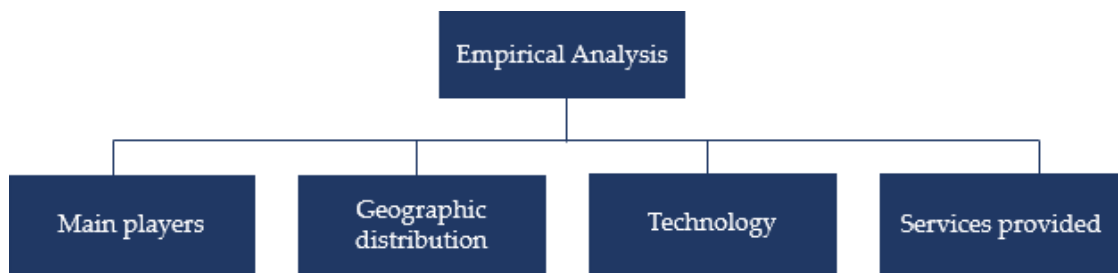 Empirical Analysis
Main players
Geographic
distribution
Technology
Services provided